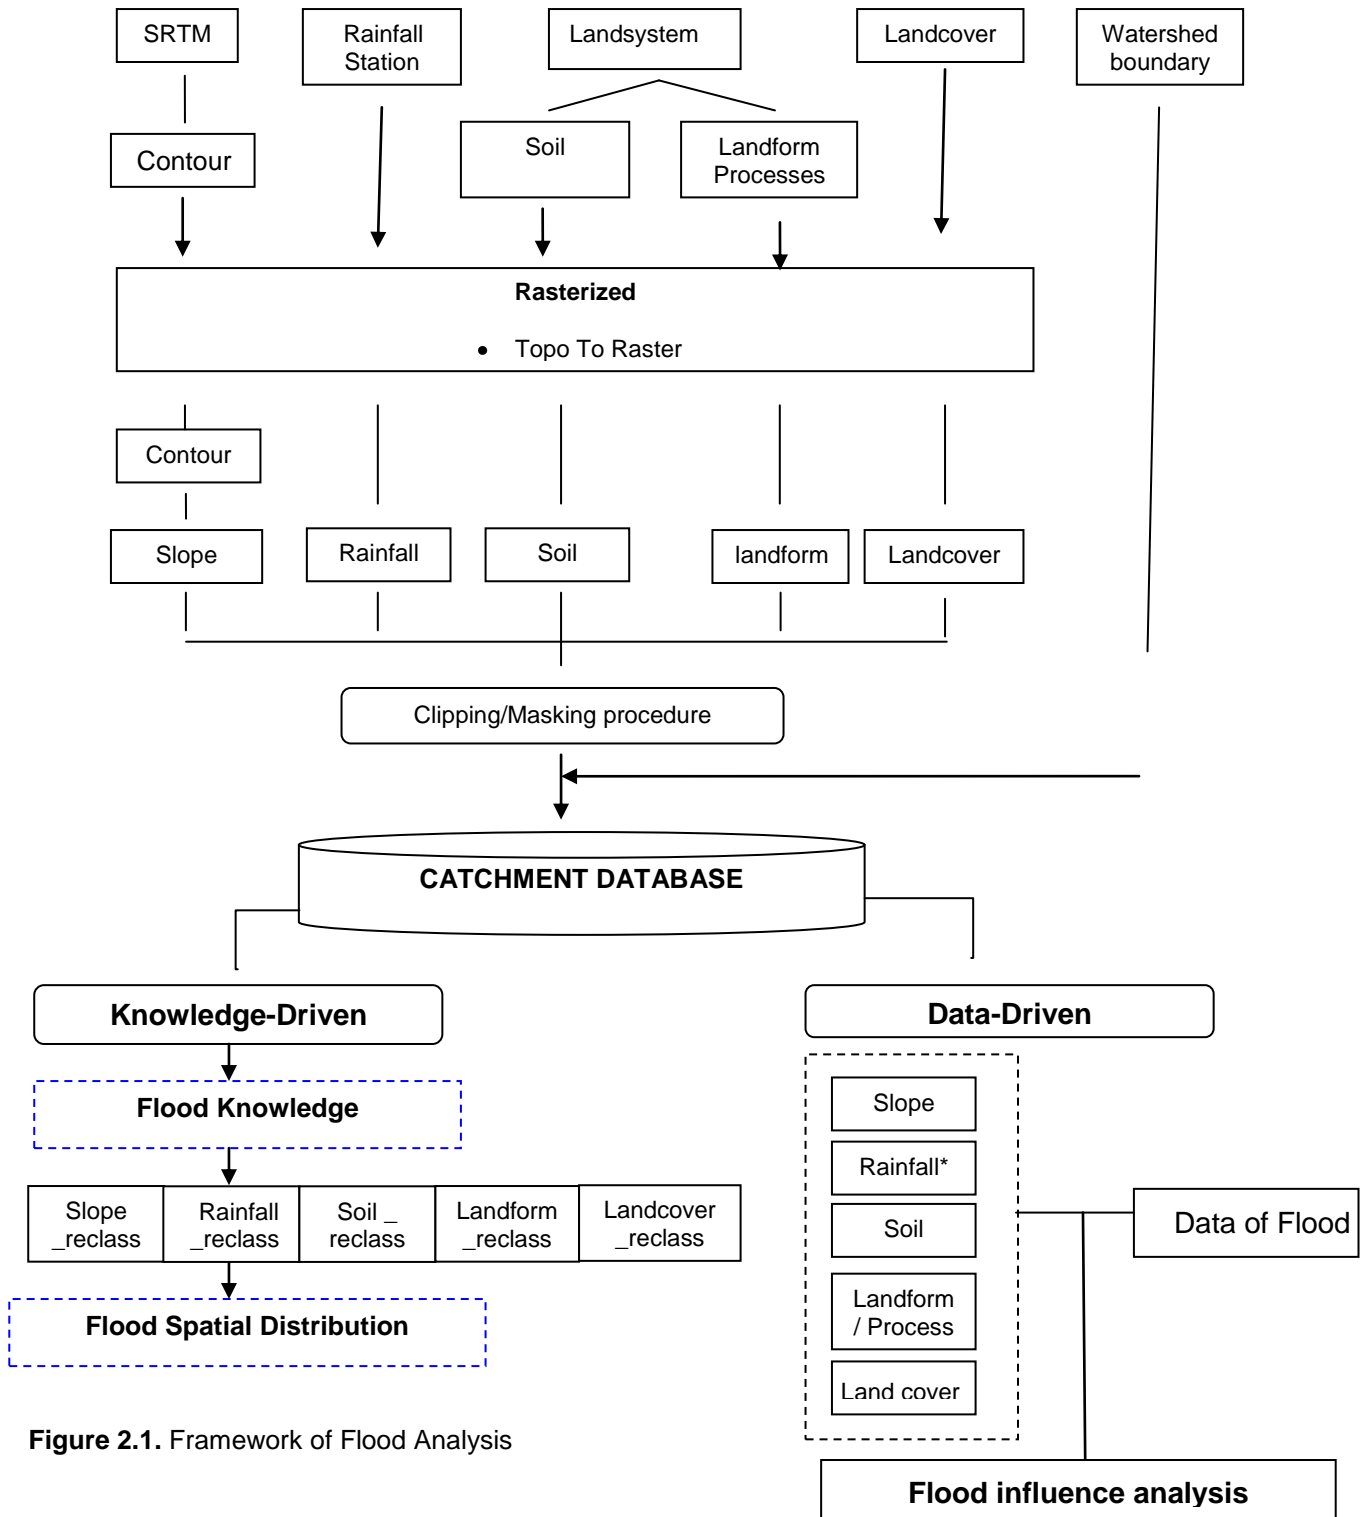 SRTM
Rainfall
Station
Landsystem
Landcover
Watershed
boundary
Contour
Soil
Landform
Processes
Rasterized
• Topo To Raster
Contour
Slope
Rainfall
Soil
landform
Landcover
Clipping/Masking procedure
CATCHMENT DATABASE
Knowledge-Driven
Flood Knowledge
Slope
_reclass
Rainfall
_reclass
Soil _
reclass
Landform
_reclass
Landcover
_reclass
Flood Spatial Distribution
Data-Driven
Slope
Rainfall*
Soil
Landform
/ Process
Land cover
Data of Flood
Figure 2.1. Framework of Flood Analysis
Flood influence analysis